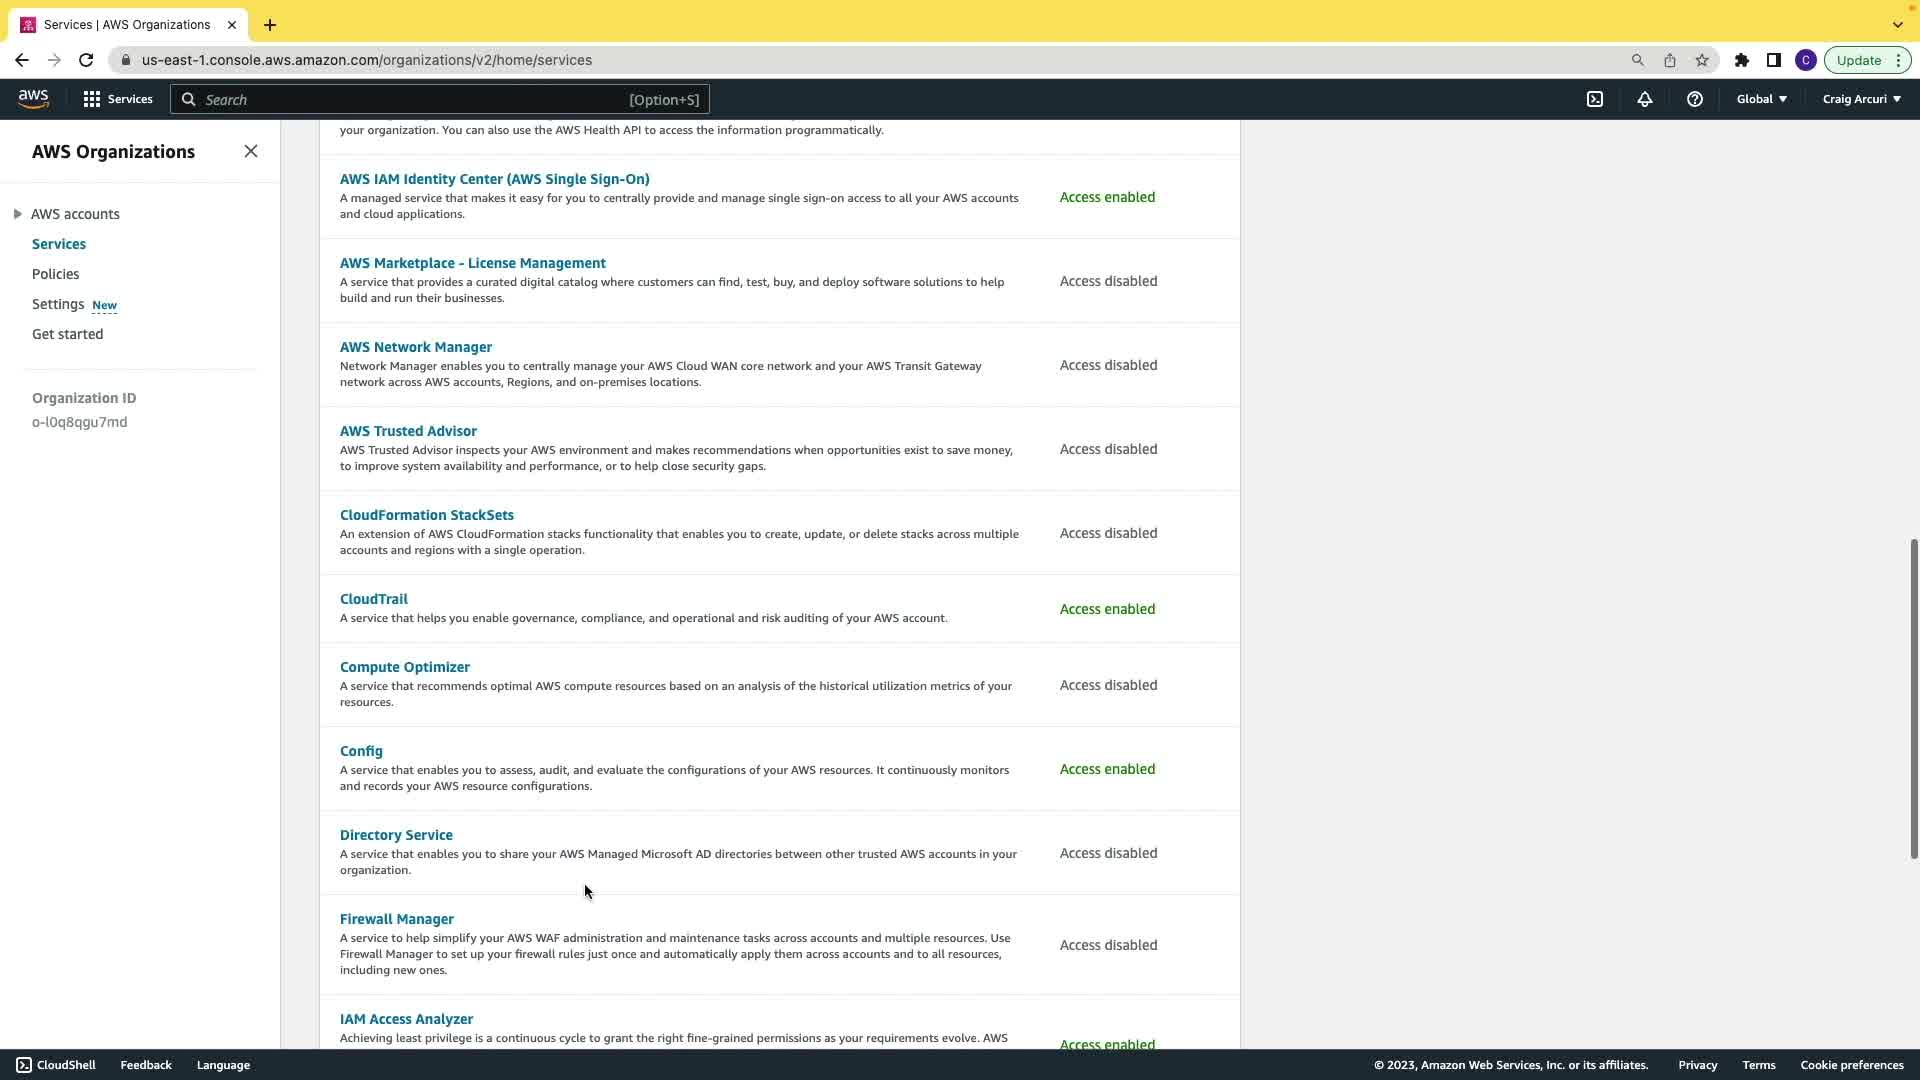 Services | AWS Organizations
us-east-1.console.aws.amazon.com/organizations/v2/home/services
C
Update
aws
Services
Search
[Option+S]
Global
Craig Arcuri
AWS Organizations
AWS accounts
Services
Policies
Settings New
Get started
Organization ID
o-l0q8qgu7md
your organization. You can also use the AWS Health API to access the information programmatically.
AWS IAM Identity Center (AWS Single Sign-On)
A managed service that makes it easy for you to centrally provide and manage single sign-on access to all your AWS accounts
and cloud applications.
Access enabled
AWS Marketplace - License Management
A service that provides a curated digital catalog where customers can find, test, buy, and deploy software solutions to help
build and run their businesses.
Access disabled
AWS Network Manager
Network Manager enables you to centrally manage your AWS Cloud WAN core network and your AWS Transit Gateway
network across AWS accounts, Regions, and on-premises locations.
Access disabled
AWS Trusted Advisor
AWS Trusted Advisor inspects your AWS environment and makes recommendations when opportunities exist to save money,
to improve system availability and performance, or to help close security gaps.
Access disabled
CloudFormation StackSets
An extension of AWS CloudFormation stacks functionality that enables you to create, update, or delete stacks across multiple
accounts and regions with a single operation.
Access disabled
CloudTrail
A service that helps you enable governance, compliance, and operational and risk auditing of your AWS account.
Access enabled
Compute Optimizer
A service that recommends optimal AWS compute resources based on an analysis of the historical utilization metrics of your
resources.
Access disabled
Config
A service that enables you to assess, audit, and evaluate the configurations of your AWS resources. It continuously monitors
and records your AWS resource configurations.
Access enabled
Directory Service
A service that enables you to share your AWS Managed Microsoft AD directories between other trusted AWS accounts in your
organization.
Access disabled
Firewall Manager
A service to help simplify your AWS WAF administration and maintenance tasks across accounts and multiple resources. Use
Firewall Manager to set up your firewall rules just once and automatically apply them across accounts and to all resources,
including new ones.
Access disabled
IAM Access Analyzer
Achieving least privilege is a continuous cycle to grant the right fine-grained permissions as your requirements evolve. AWS
Access enabled
CloudShell
Feedback
Language
© 2023, Amazon Web Services, Inc. or its affiliates.
Privacy
Terms
Cookie preferences